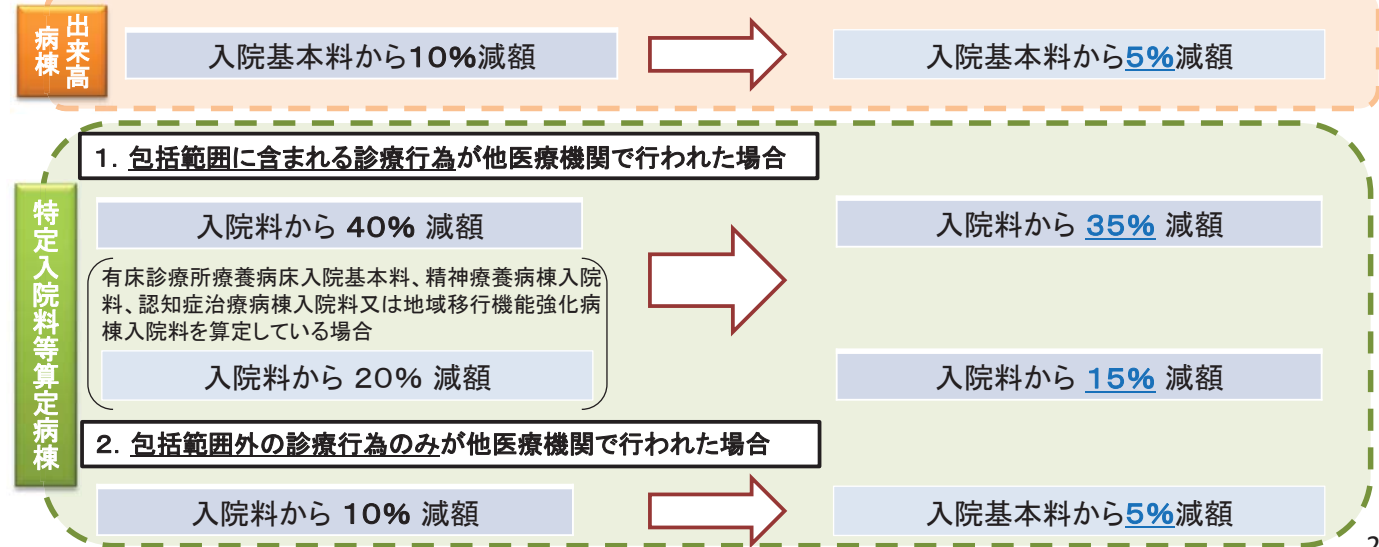 出来高
病棟
入院基本料から10%減額
入院基本料から5%減額
特定入院料等算定病棟
１．包括範囲に含まれる診療行為が他医療機関で行われた場合
入院料から 40% 減額
入院料から 35% 減額
有床診療所療養病床入院基本料、精神療養病棟入院
料、認知症治療病棟入院料又は地域移行機能強化病
棟入院料を算定している場合
入院料から 20% 減額
入院料から 15% 減額
２．包括範囲外の診療行為のみが他医療機関で行われた場合
入院料から 10% 減額
入院基本料から5%減額
2